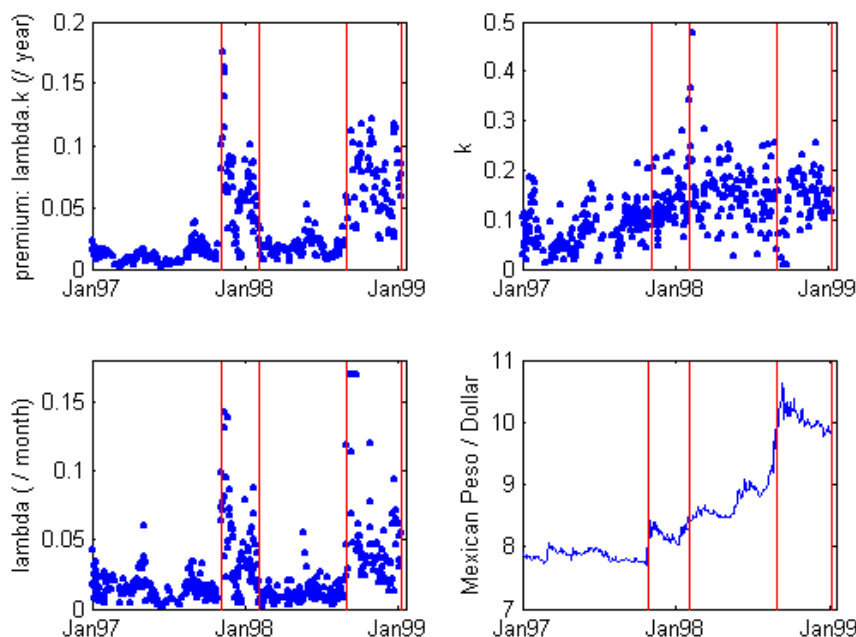 0.2
0.15
0.1
0.05
0
premium: lambda.k (/ year)
Jan97
Jan98
Jan99
0.5
0.4
0.3
0.2
0.1
0
k
Jan97
Jan98
Jan99
0.15
0.1
0.05
0
lambda ( / month)
Jan97
Jan98
Jan99
11
10
9
8
7
Mexican Peso / Dollar
Jan97
Jan98
Jan99